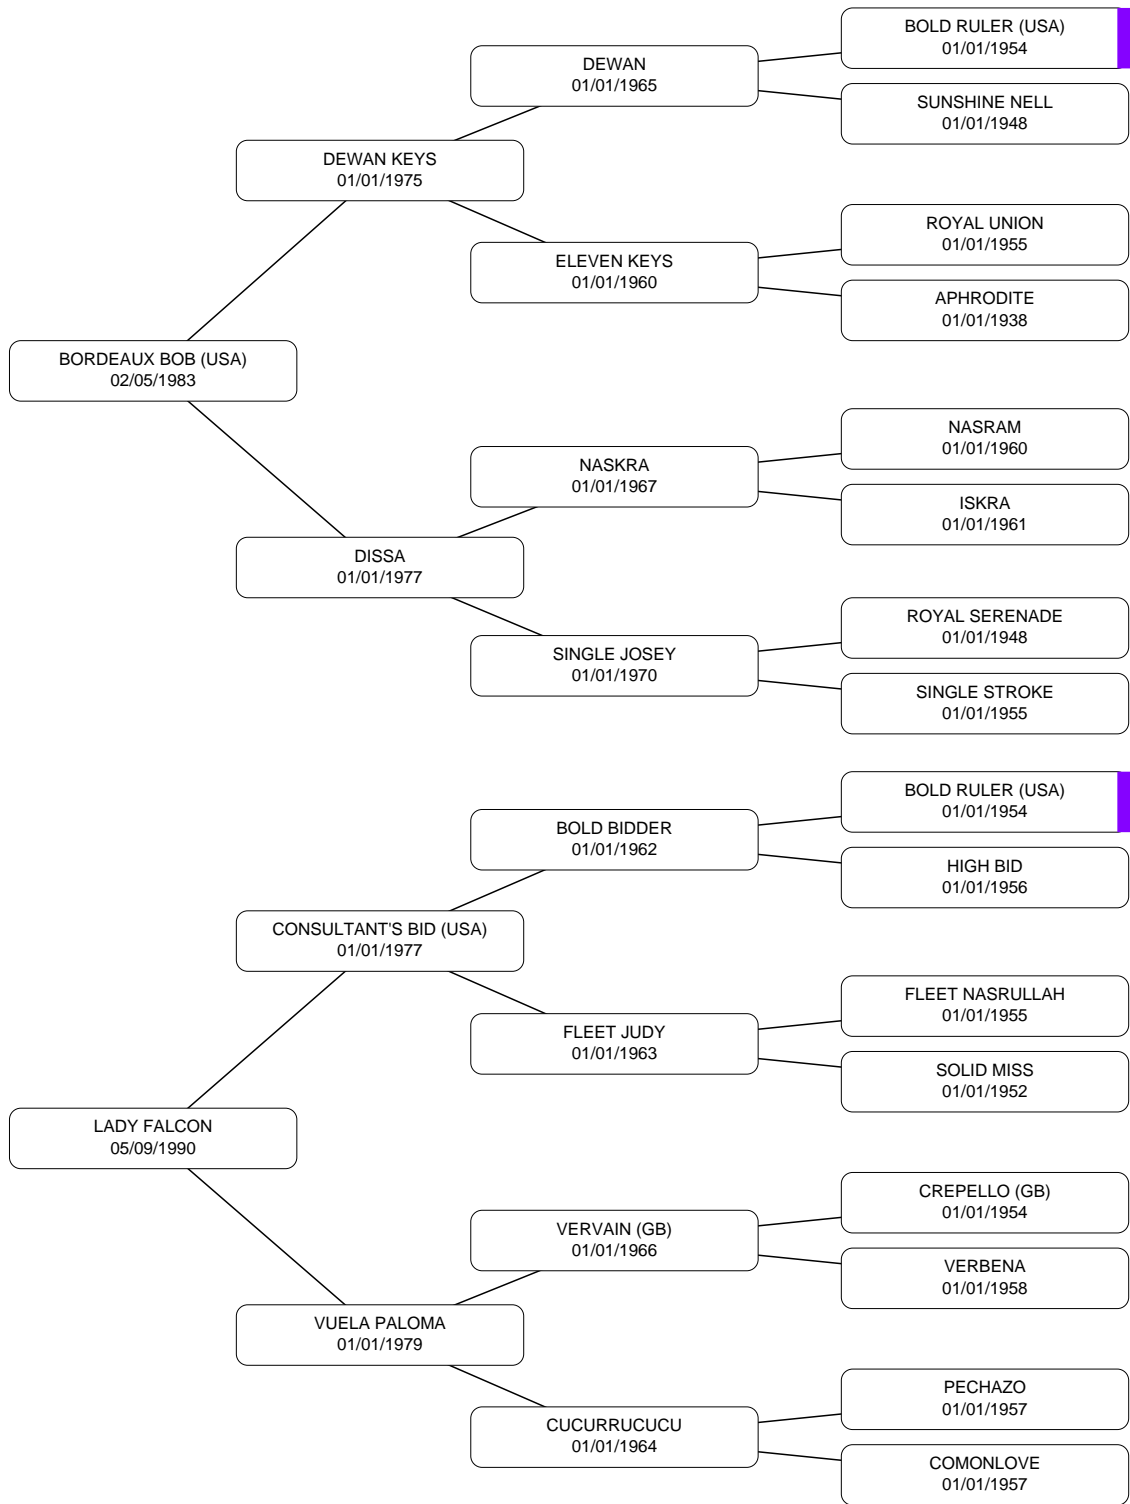 BOLD RULER (USA)
01/01/1954
DEWAN
01/01/1965
SUNSHINE NELL
01/01/1948
DEWAN KEYS
01/01/1975
ROYAL UNION
01/01/1955
ELEVEN KEYS
01/01/1960
APHRODITE
01/01/1938
BORDEAUX BOB (USA)
02/05/1983
NASRAM
01/01/1960
NASKRA
01/01/1967
ISKRA
01/01/1961
DISSA
01/01/1977
ROYAL SERENADE
01/01/1948
SINGLE JOSEY
01/01/1970
SINGLE STROKE
01/01/1955
BOLD RULER (USA)
01/01/1954
BOLD BIDDER
01/01/1962
HIGH BID
01/01/1956
CONSULTANT'S BID (USA)
01/01/1977
FLEET NASRULLAH
01/01/1955
FLEET JUDY
01/01/1963
SOLID MISS
01/01/1952
LADY FALCON
05/09/1990
CREPELLO (GB)
01/01/1954
VERVAIN (GB)
01/01/1966
VERBENA
01/01/1958
VUELA PALOMA
01/01/1979
PECHAZO
01/01/1957
CUCURRUCUCU
01/01/1964
COMONLOVE
01/01/1957